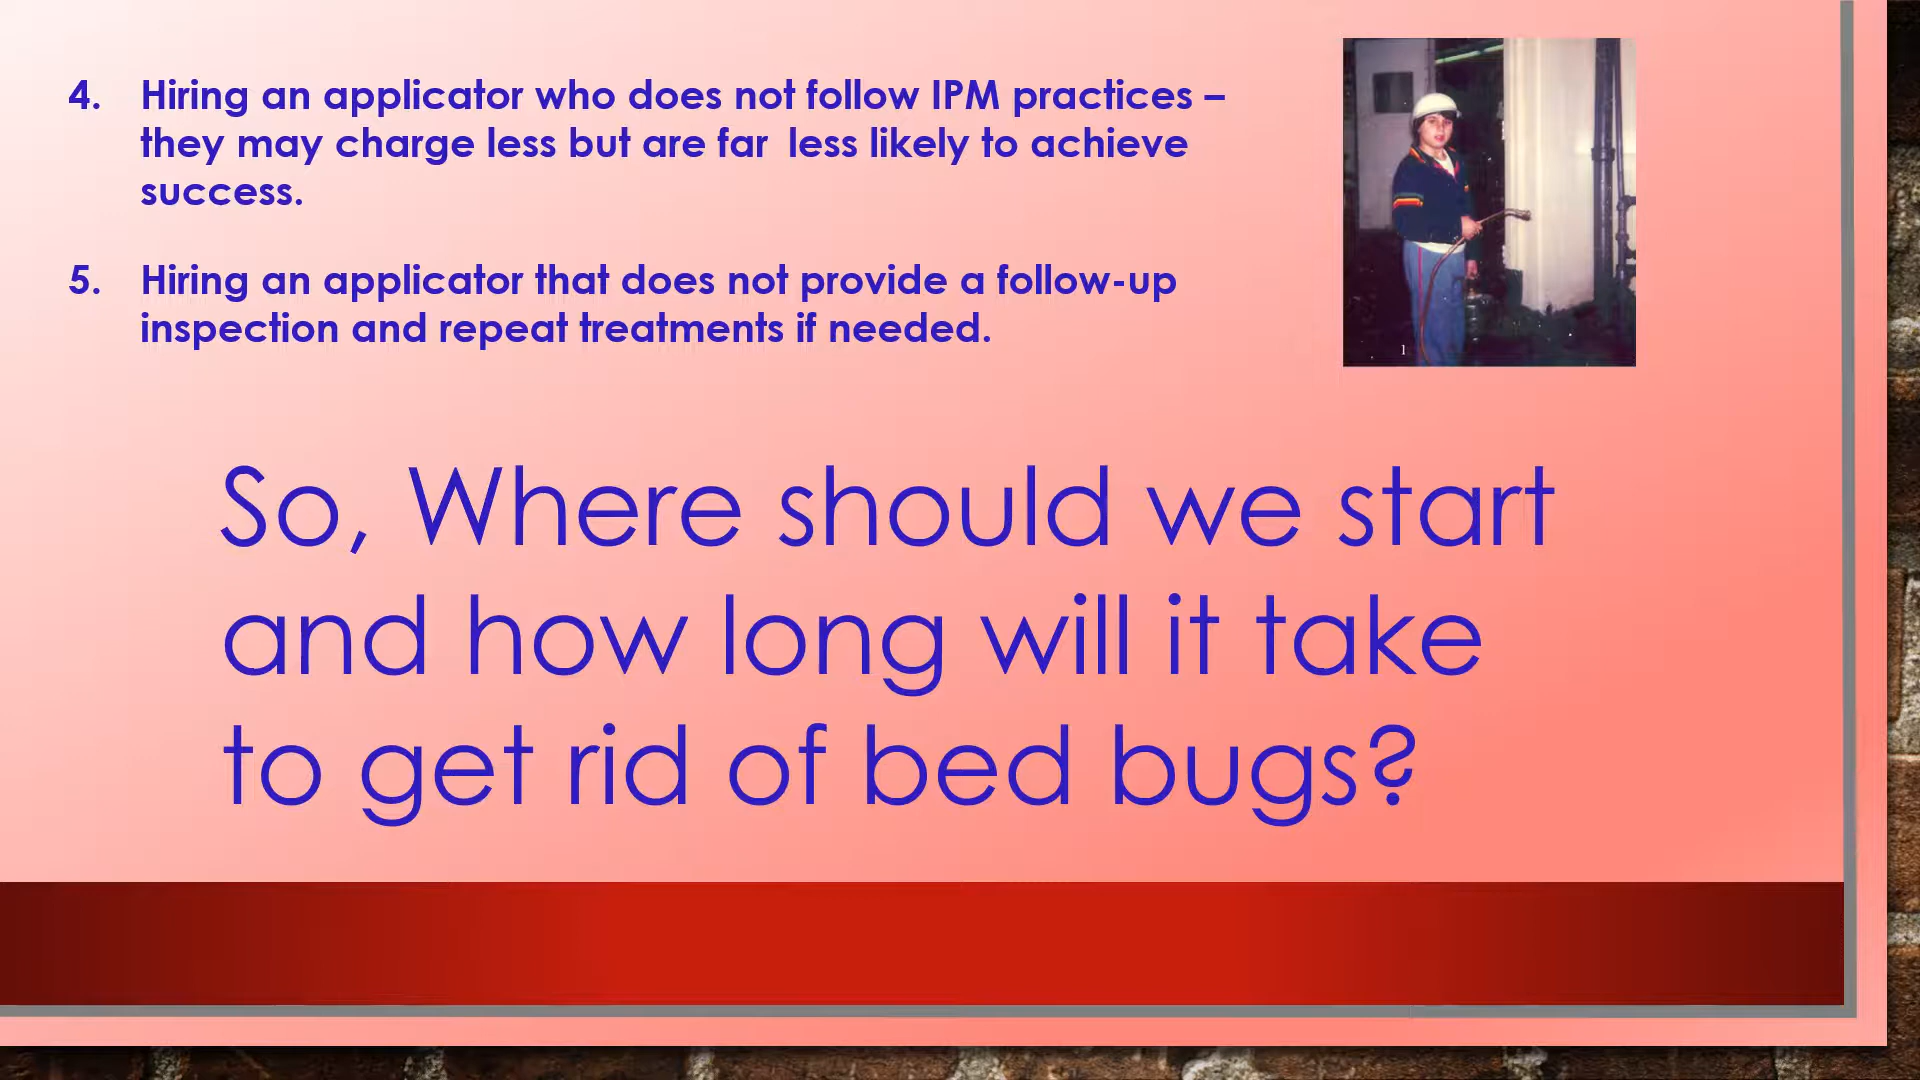 4. Hiring an applicator who does not follow IPM practices –
they may charge less but are far less likely to achieve
success.
5. Hiring an applicator that does not provide a follow-up
inspection and repeat treatments if needed.
1
So, Where should we start
and how long will it take
to get rid of bed bugs?